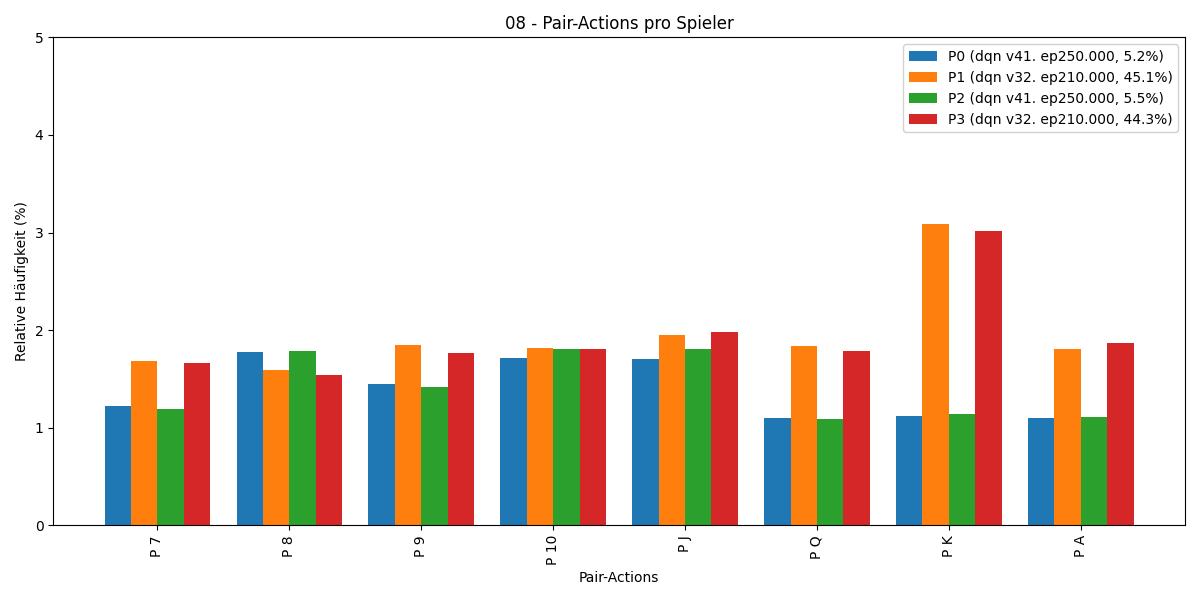 08 - Pair-Actions pro Spieler
P0 (dqn v41. ep250.000, 5.2%)
P1 (dqn v32. ep210.000, 45.1%)
P2 (dqn v41. ep250.000, 5.5%)
P3 (dqn v32. ep210.000, 44.3%)
Relative Häufigkeit (%)
5
4
3
2
1
0
P 7
P 8
P 9
P 10
P J
P Q
P K
P A
Pair-Actions